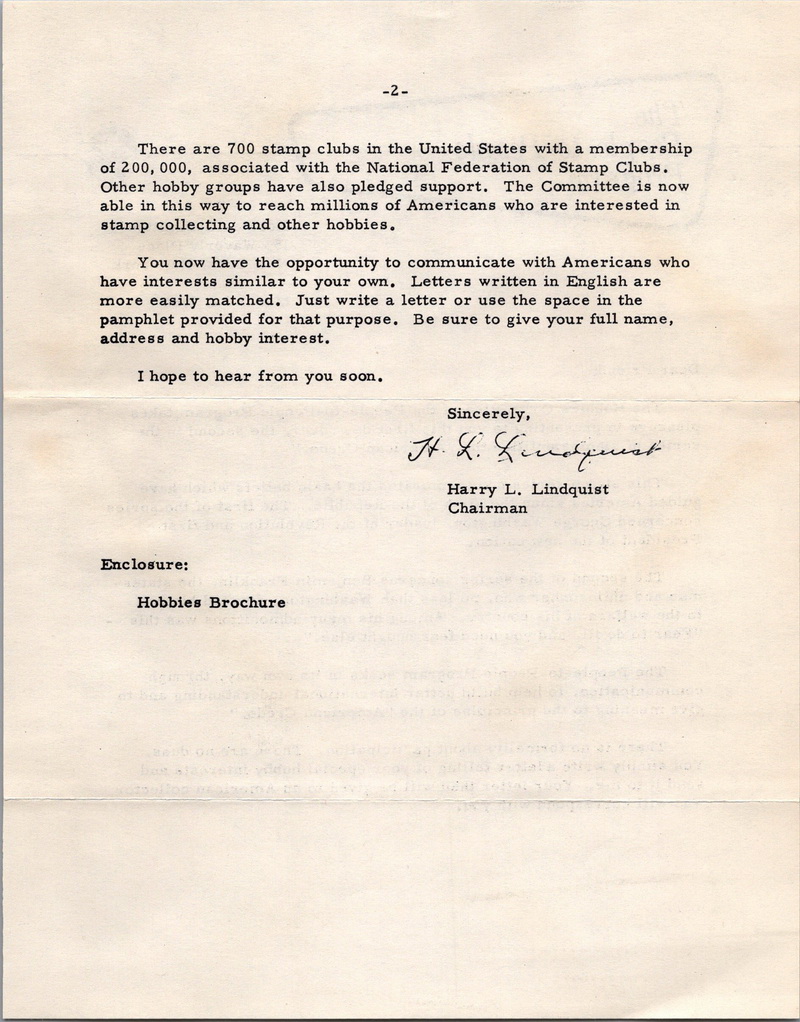 -2-
There are 700 stamp clubs in the United States with a membership
of 200,000, associated with the National Federation of Stamp Clubs.
Other hobby groups have also pledged support. The Committee is now
able in this way to reach millions of Americans who are interested in
stamp collecting and other hobbies.
You now have the opportunity to communicate with Americans who
have interests similar to your own. Letters written in English are
more easily matched. Just write a letter or use the space in the
pamphlet provided for that purpose. Be sure to give your full name,
address and hobby interest.
I hope to hear from you soon.
Sincerely,
H. L. Lindquist
Harry L. Lindquist
Chairman
Enclosure:
Hobbies Brochure